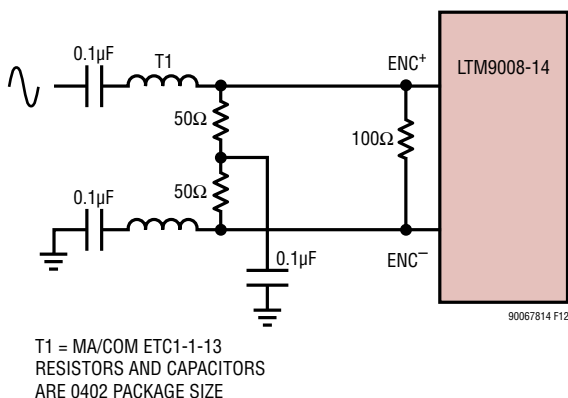 0.1µF
T1
ENC+
LTM9008-14
50Ω
100Ω
50Ω
0.1µF
0.1µF
ENC–
90067814 F12
T1 = MA/COM ETC1-1-13
RESISTORS AND CAPACITORS
ARE 0402 PACKAGE SIZE